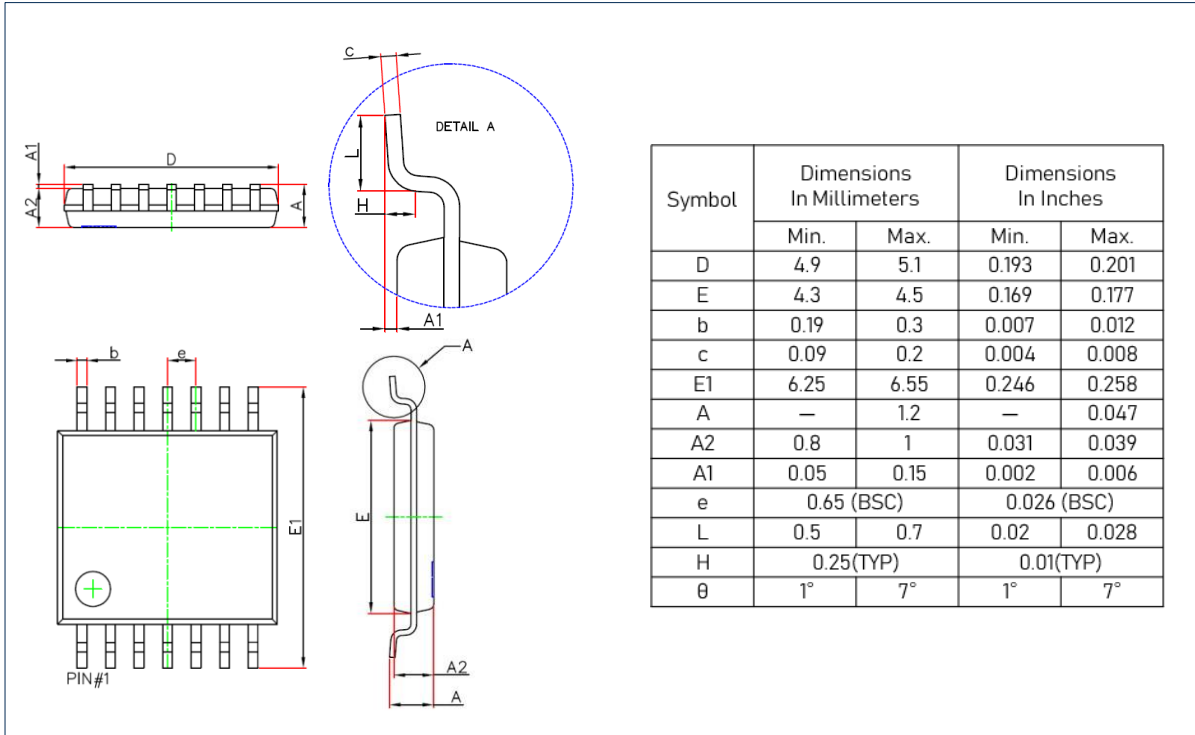 c
DETAIL A
L
H
A1
A1
D
A2
A
b
e
E1
PIN#1
A
E
A2
A
Symbol Dimensions In Millimeters Dimensions In Inches
Min. Max. Min. Max.
D 4.9 5.1 0.193 0.201
E 4.3 4.5 0.169 0.177
b 0.19 0.3 0.007 0.012
c 0.09 0.2 0.004 0.008
E1 6.25 6.55 0.246 0.258
A — 1.2 — 0.047
A2 0.8 1 0.031 0.039
A1 0.05 0.15 0.002 0.006
e 0.65 (BSC) 0.026 (BSC)
L 0.5 0.7 0.02 0.028
H 0.25(TYP) 0.01(TYP)
θ 1° 7° 1° 7°